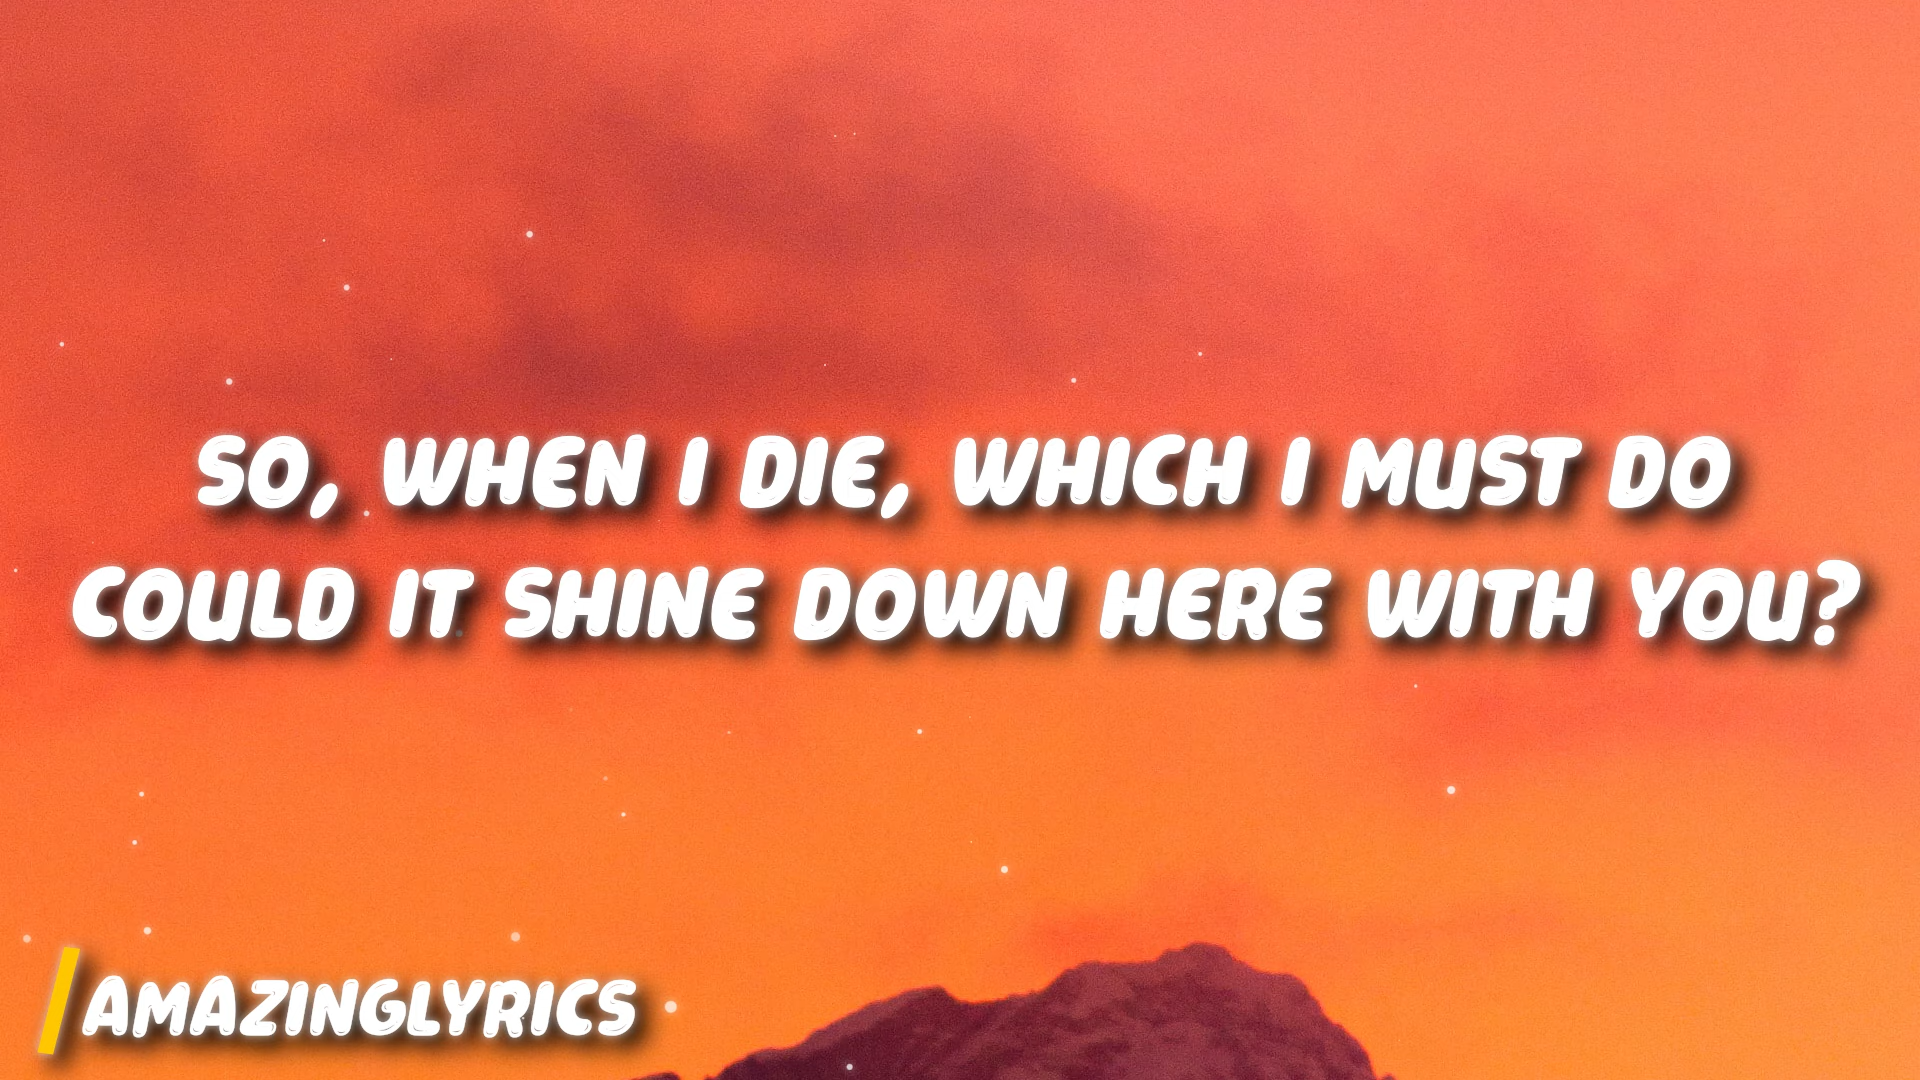 SO, WHEN I DIE, WHICH I MUST DO
COULD IT SHINE DOWN HERE WITH YOU?
AMAZINGLYRICS